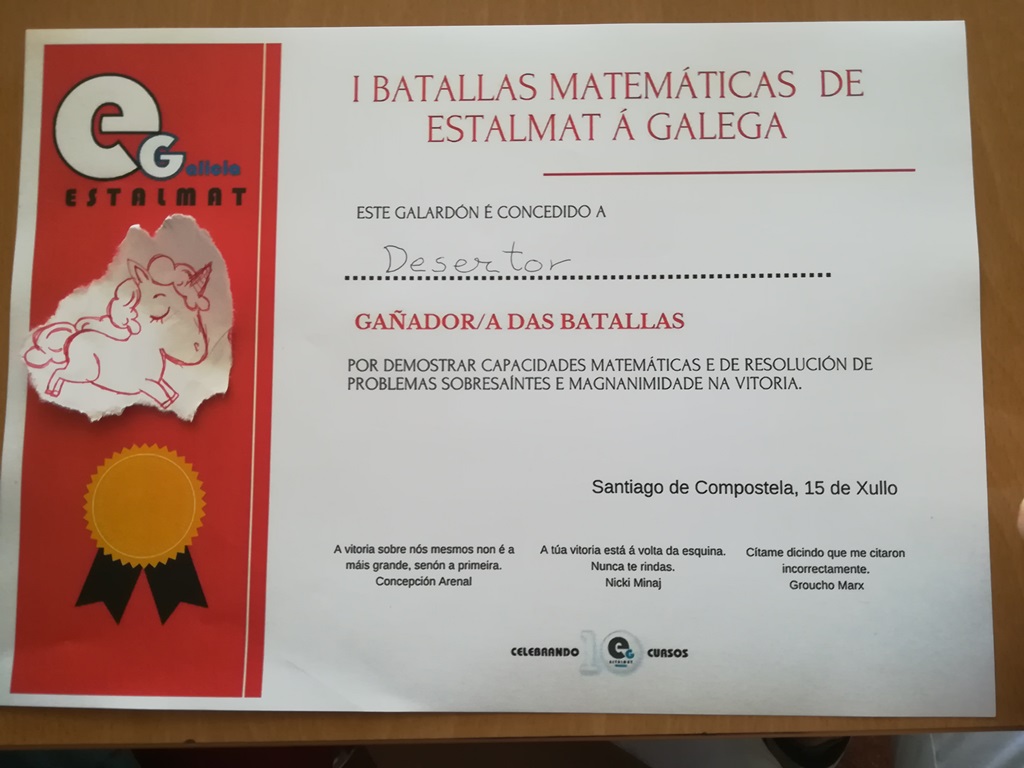 eG alicia
ESTALMAT
I BATALLAS MATEMÁTICAS DE
ESTALMAT Á GALEGA
ESTE GALARDÓN É CONCEDIDO A
Desertor
GAÑADOR/A DAS BATALLAS
POR DEMOSTRAR CAPACIDADES MATEMÁTICAS E DE RESOLUCIÓN DE
PROBLEMAS SOBRESAÍNTES E MAGNANIMIDADE NA VITORIA.
Santiago de Compostela, 15 de Xullo
A vitoria sobre nós mesmos non é a
máis grande, senón a primeira.
Concepción Arenal
A túa vitoria está á volta da esquina.
Nunca te rindas.
Nicki Minaj
Cítame dicindo que me citaron
incorrectamente.
Groucho Marx
CELEBRANDO 10 CURSOS
eG
ESTALMAT